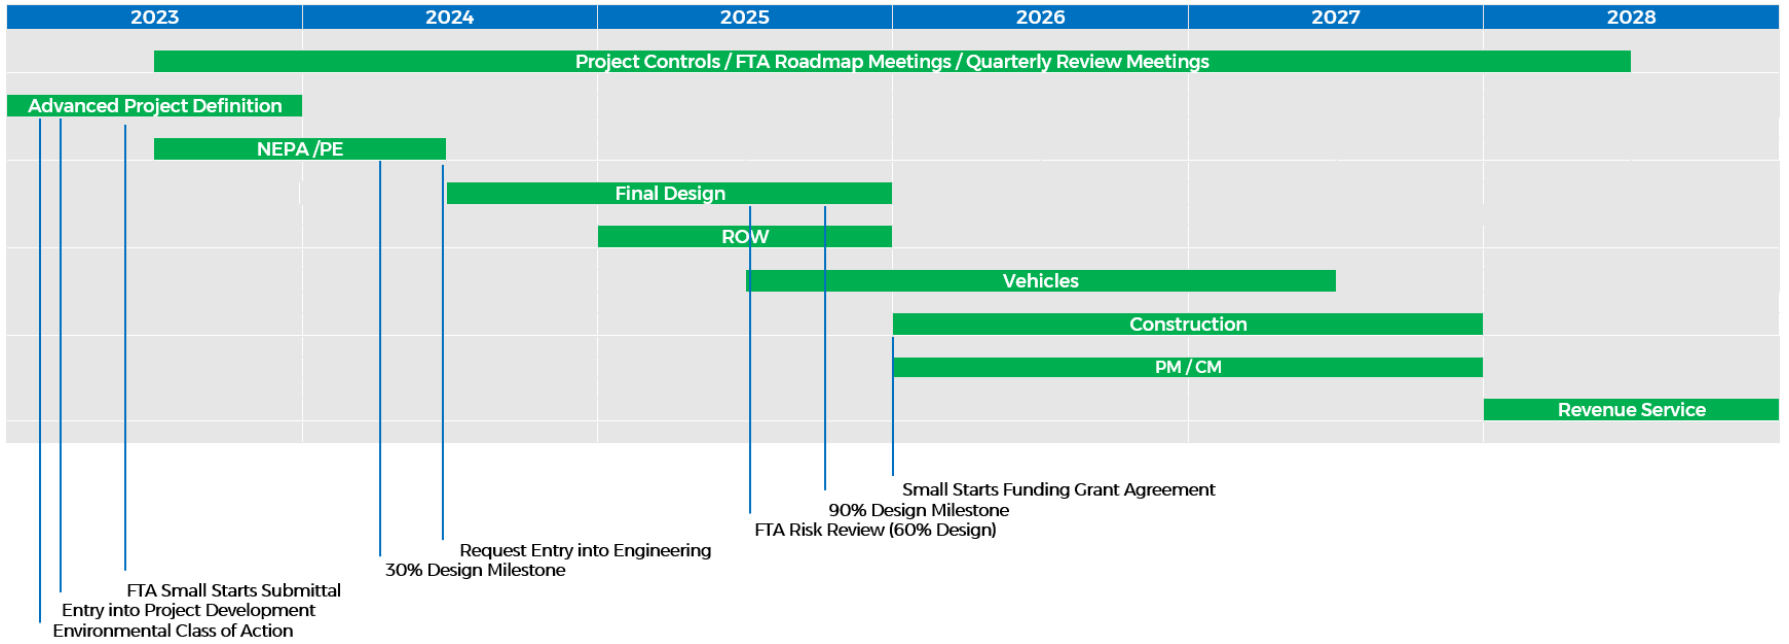 2023 2024 2025 2026 2027 2028
Project Controls / FTA Roadmap Meetings / Quarterly Review Meetings
Advanced Project Definition
NEPA /PE
Final Design
ROW
Vehicles
Construction
PM / CM
Revenue Service
Small Starts Funding Grant Agreement
90% Design Milestone
FTA Risk Review (60% Design)
Request Entry into Engineering
30% Design Milestone
FTA Small Starts Submittal
Entry into Project Development
Environmental Class of Action